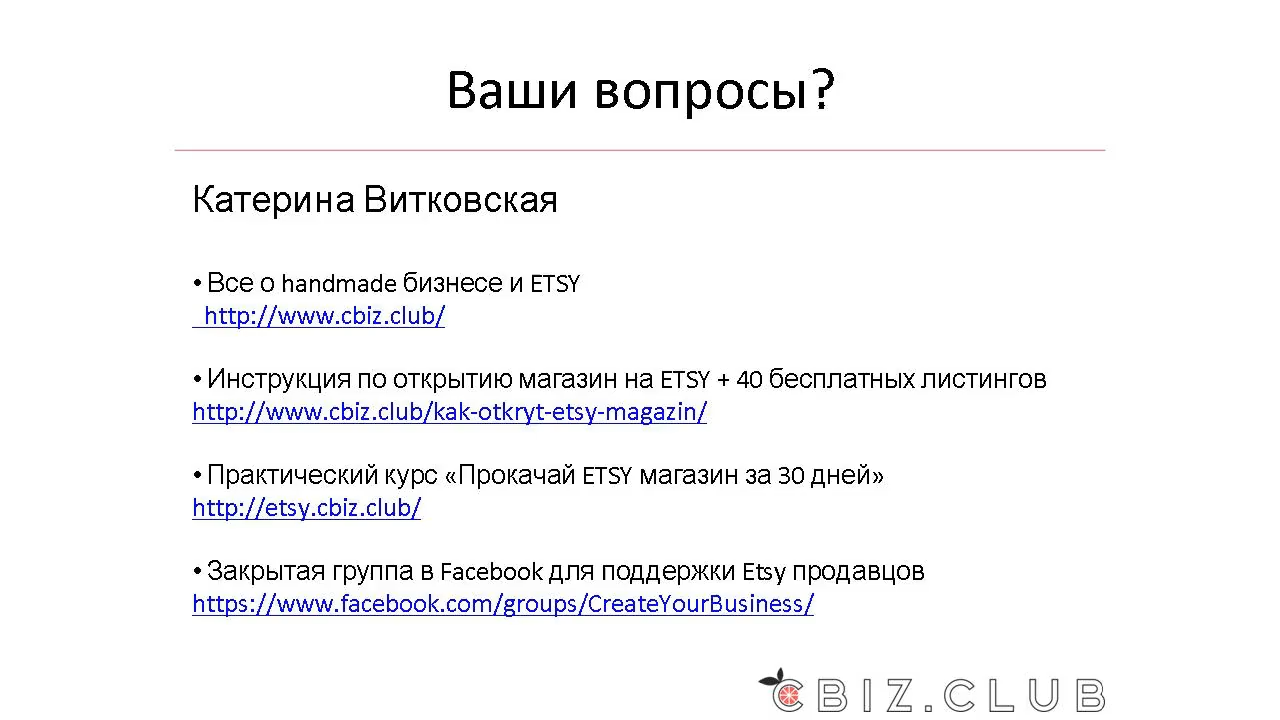 Ваши вопросы?
Катерина Витковская
• Все о handmade бизнесе и ETSY
http://www.cbiz.club/
• Инструкция по открытию магазин на ETSY + 40 бесплатных листингов
http://www.cbiz.club/kak-otkryt-etsy-magazin/
• Практический курс «Прокачай ETSY магазин за 30 дней»
http://etsy.cbiz.club/
• Закрытая группа в Facebook для поддержки Etsy продавцов
https://www.facebook.com/groups/CreateYourBusiness/
CBIZ.CLUB